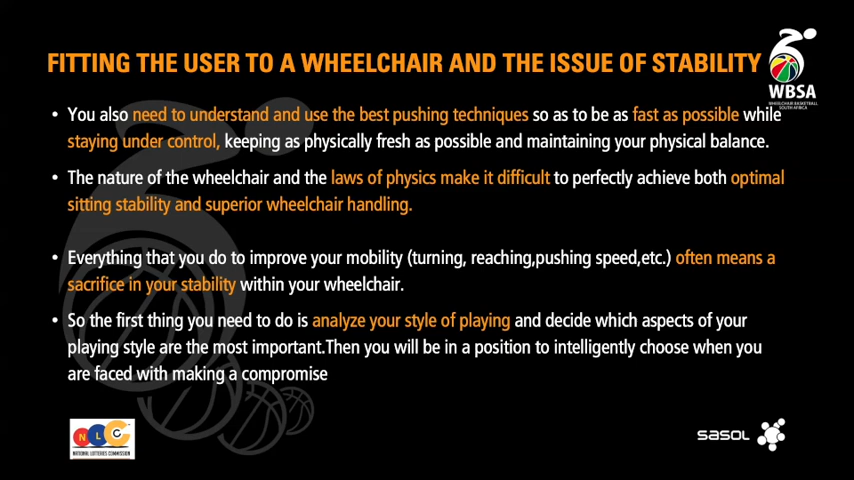 FITTING THE USER TO A WHEELCHAIR AND THE ISSUE OF STABILITY
WBSA
WHEELCHAIR BASKETBALL
SOUTH AFRICA
• You also need to understand and use the best pushing techniques so as to be as fast as possible while
staying under control, keeping as physically fresh as possible and maintaining your physical balance.
• The nature of the wheelchair and the laws of physics make it difficult to perfectly achieve both optimal
sitting stability and superior wheelchair handling.
• Everything that you do to improve your mobility (turning, reaching,pushing speed,etc.) often means a
sacrifice in your stability within your wheelchair.
• So the first thing you need to do is analyze your style of playing and decide which aspects of your
playing style are the most important.Then you will be in a position to intelligently choose when you
are faced with making a compromise
NLC
NATIONAL LOTTERIES COMMISSION
sasol